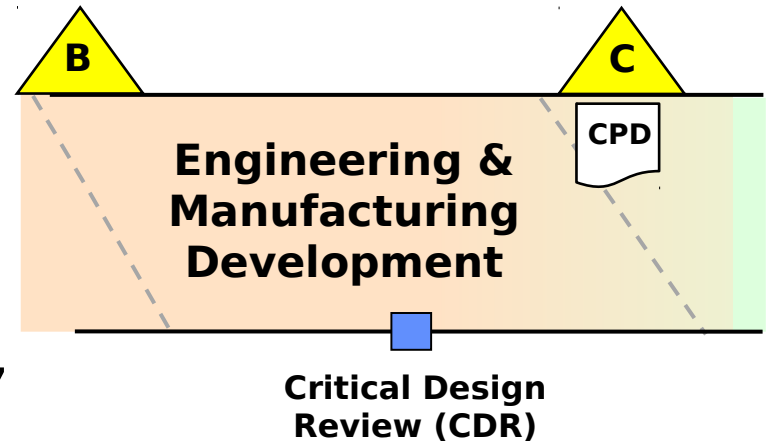 B
C
CPD
Engineering &
Manufacturing
Development
Critical Design
Review (CDR)